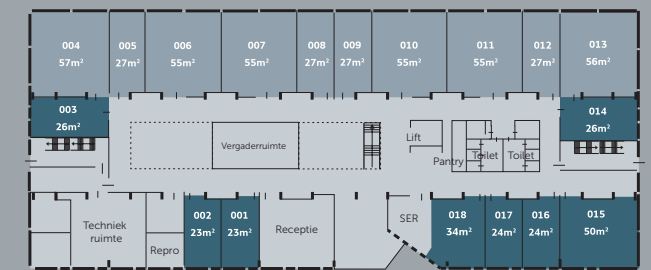 004
57m²
005
27m²
006
55m²
007
55m²
008
27m²
009
27m²
010
55m²
011
55m²
012
27m²
013
56m²
003
26m²
014
26m²
Vergaderruimte
Lift
Pantry
Toilet
Toilet
Techniek
ruimte
Repro
002
23m²
001
23m²
Receptie
SER
018
34m²
017
24m²
016
24m²
015
50m²